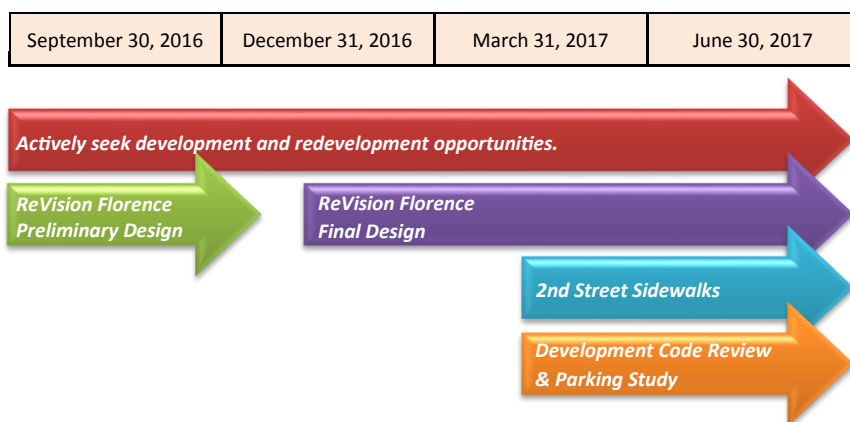 September 30, 2016 December 31, 2016 March 31, 2017 June 30, 2017
Actively seek development and redevelopment opportunities.
ReVision Florence
Preliminary Design
ReVision Florence
Final Design
2nd Street Sidewalks
Development Code Review
& Parking Study